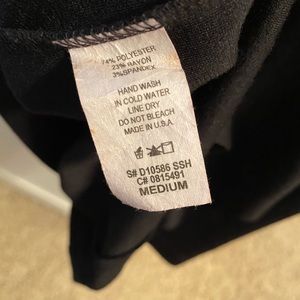 74% POLYESTER
23% RAYON
3% SPANDEX
HAND WASH
IN COLD WATER
LINE DRY
DO NOT BLEACH
MADE IN U.S.A.
S# D10586 SSH
C# 0815491
MEDIUM